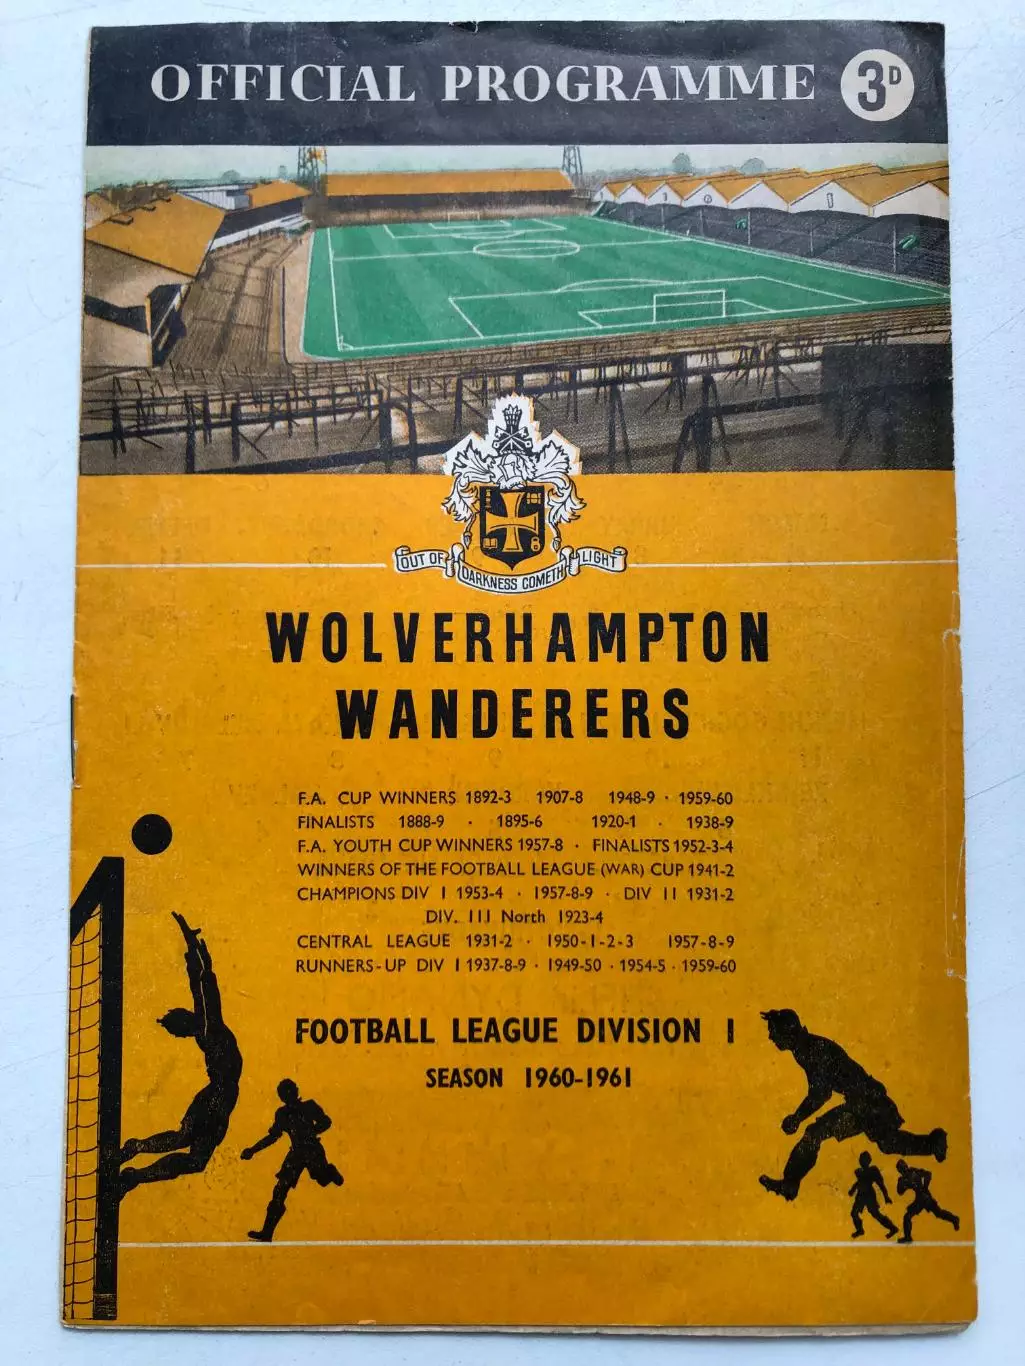 OFFICIAL PROGRAMME 3D
OUT OF DARKNESS COMETH LIGHT
WOLVERHAMPTON
WANDERERS
F.A. CUP WINNERS 1892-3 1907-8 1948-9 · 1959-60
FINALISTS 1888-9 · 1895-6 1920-1 · 1938-9
F.A. YOUTH CUP WINNERS 1957-8 · FINALISTS 1952-3-4
WINNERS OF THE FOOTBALL LEAGUE (WAR) CUP 1941-2
CHAMPIONS DIV I 1953-4 · 1957-8-9 · DIV II 1931-2
DIV. III North 1923-4
CENTRAL LEAGUE 1931-2 · 1950-1-2-3 1957-8-9
RUNNERS-UP DIV I 1937-8-9 · 1949-50 · 1954-5 · 1959-60
FOOTBALL LEAGUE DIVISION I
SEASON 1960-1961